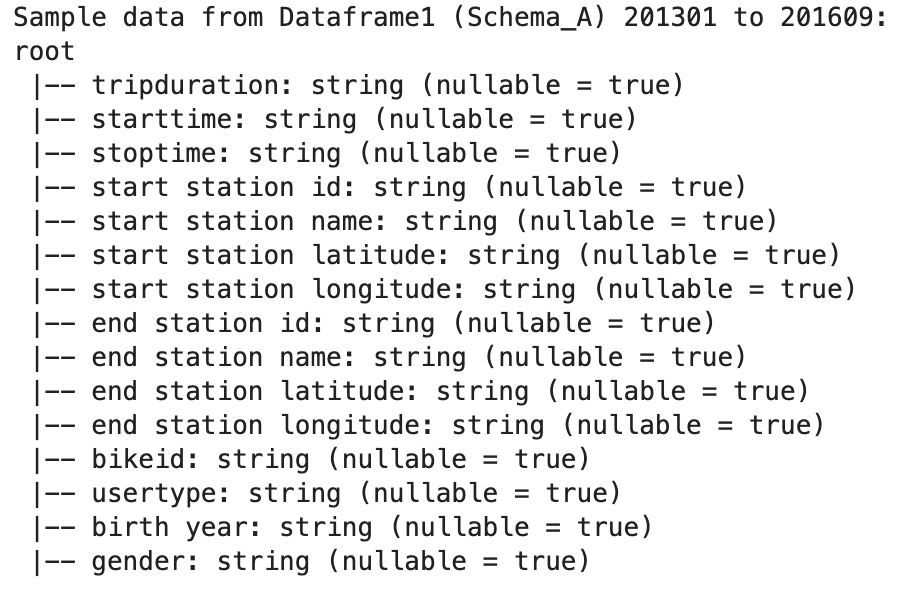 Sample data from Dataframe1 (Schema_A) 201301 to 201609:
root
 |-- tripduration: string (nullable = true)
 |-- starttime: string (nullable = true)
 |-- stoptime: string (nullable = true)
 |-- start station id: string (nullable = true)
 |-- start station name: string (nullable = true)
 |-- start station latitude: string (nullable = true)
 |-- start station longitude: string (nullable = true)
 |-- end station id: string (nullable = true)
 |-- end station name: string (nullable = true)
 |-- end station latitude: string (nullable = true)
 |-- end station longitude: string (nullable = true)
 |-- bikeid: string (nullable = true)
 |-- usertype: string (nullable = true)
 |-- birth year: string (nullable = true)
 |-- gender: string (nullable = true)